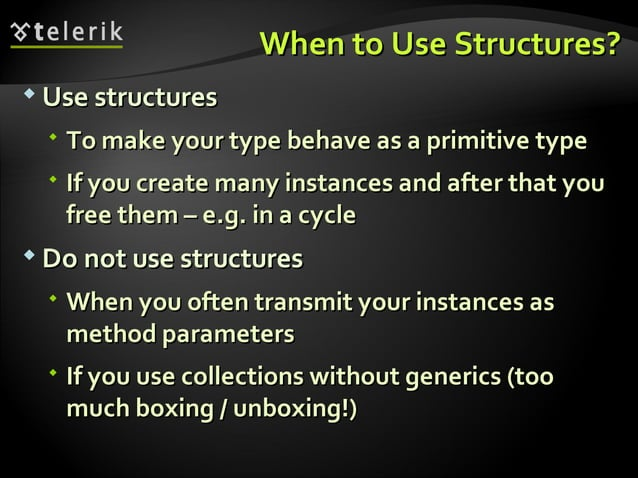 telerik
When to Use Structures?
Use structures
To make your type behave as a primitive type
If you create many instances and after that you
free them – e.g. in a cycle
Do not use structures
When you often transmit your instances as
method parameters
If you use collections without generics (too
much boxing / unboxing!)